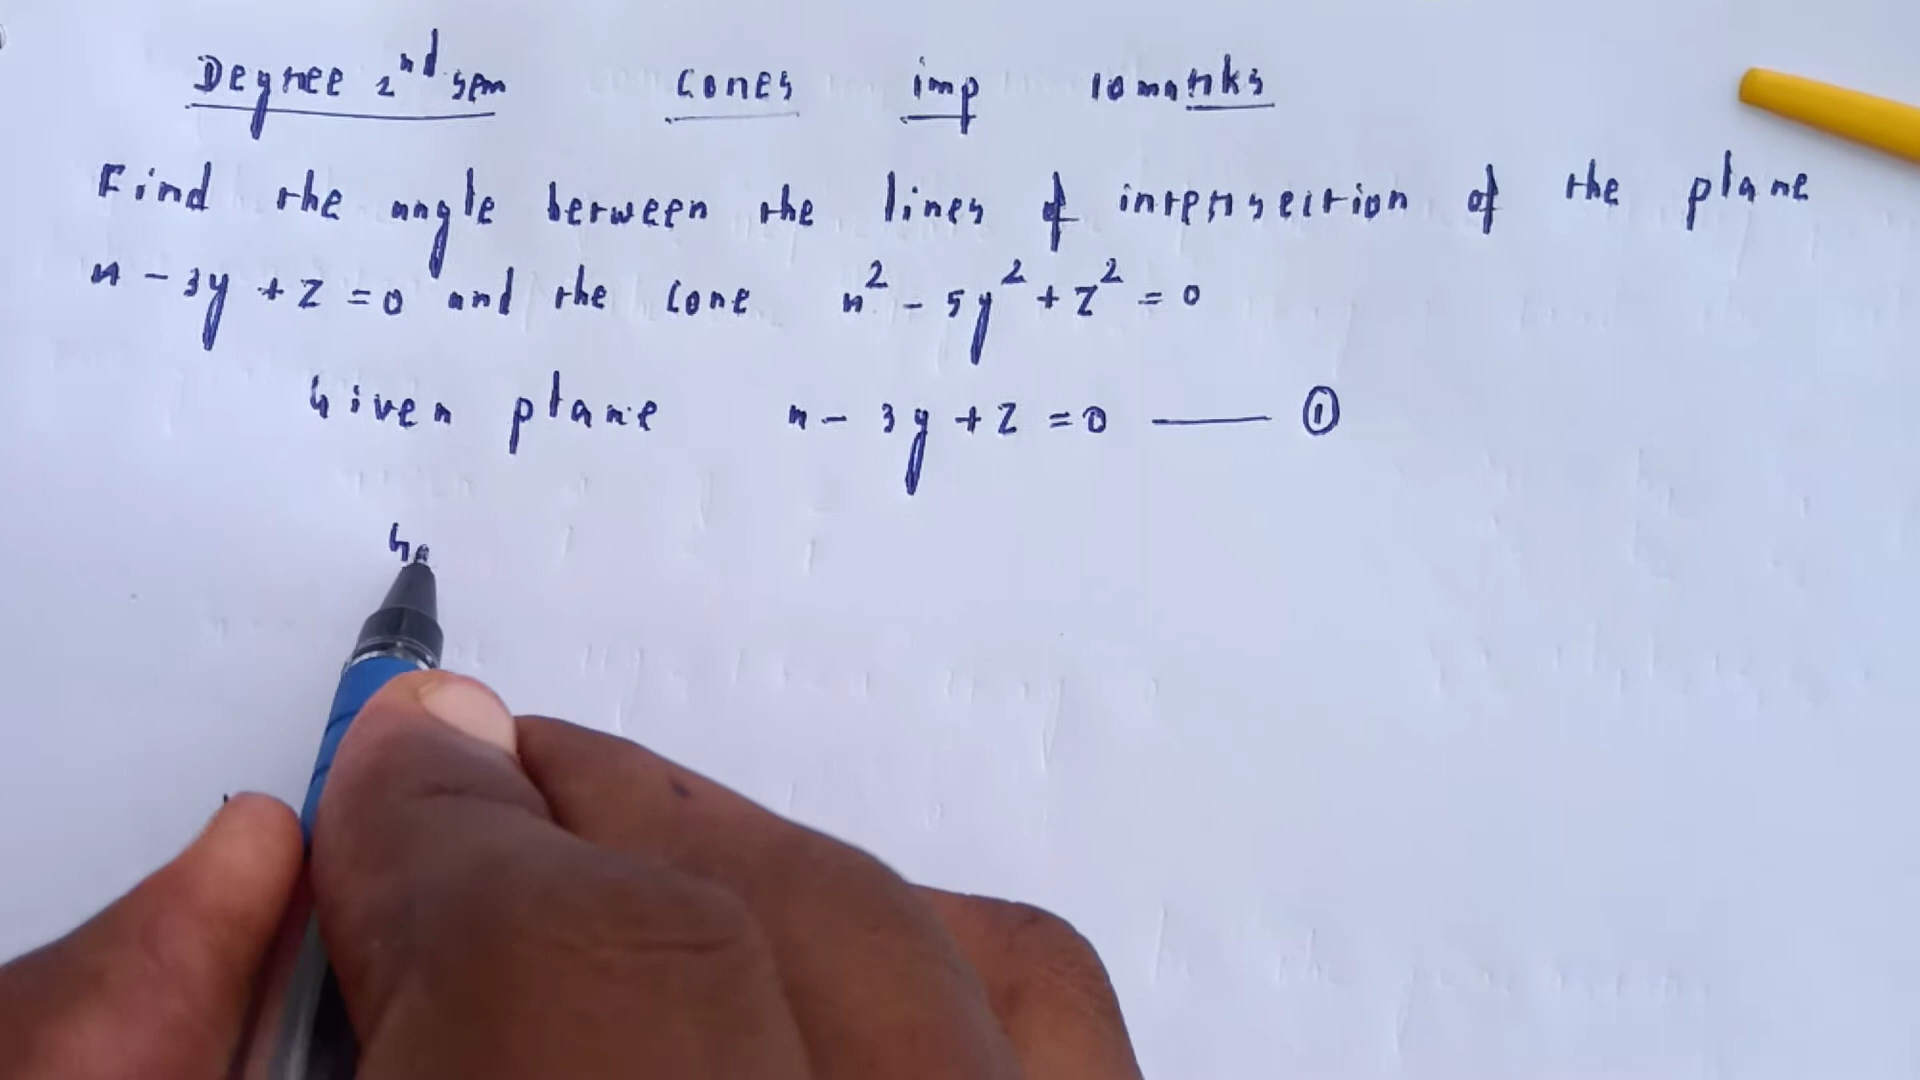 Degree 2nd sem cones imp 10 marks
Find the angle between the lines of intersection of the plane
x - 3y + z = 0 and the cone x² - 5y² + z² = 0
Given plane x - 3y + z = 0 —— ①